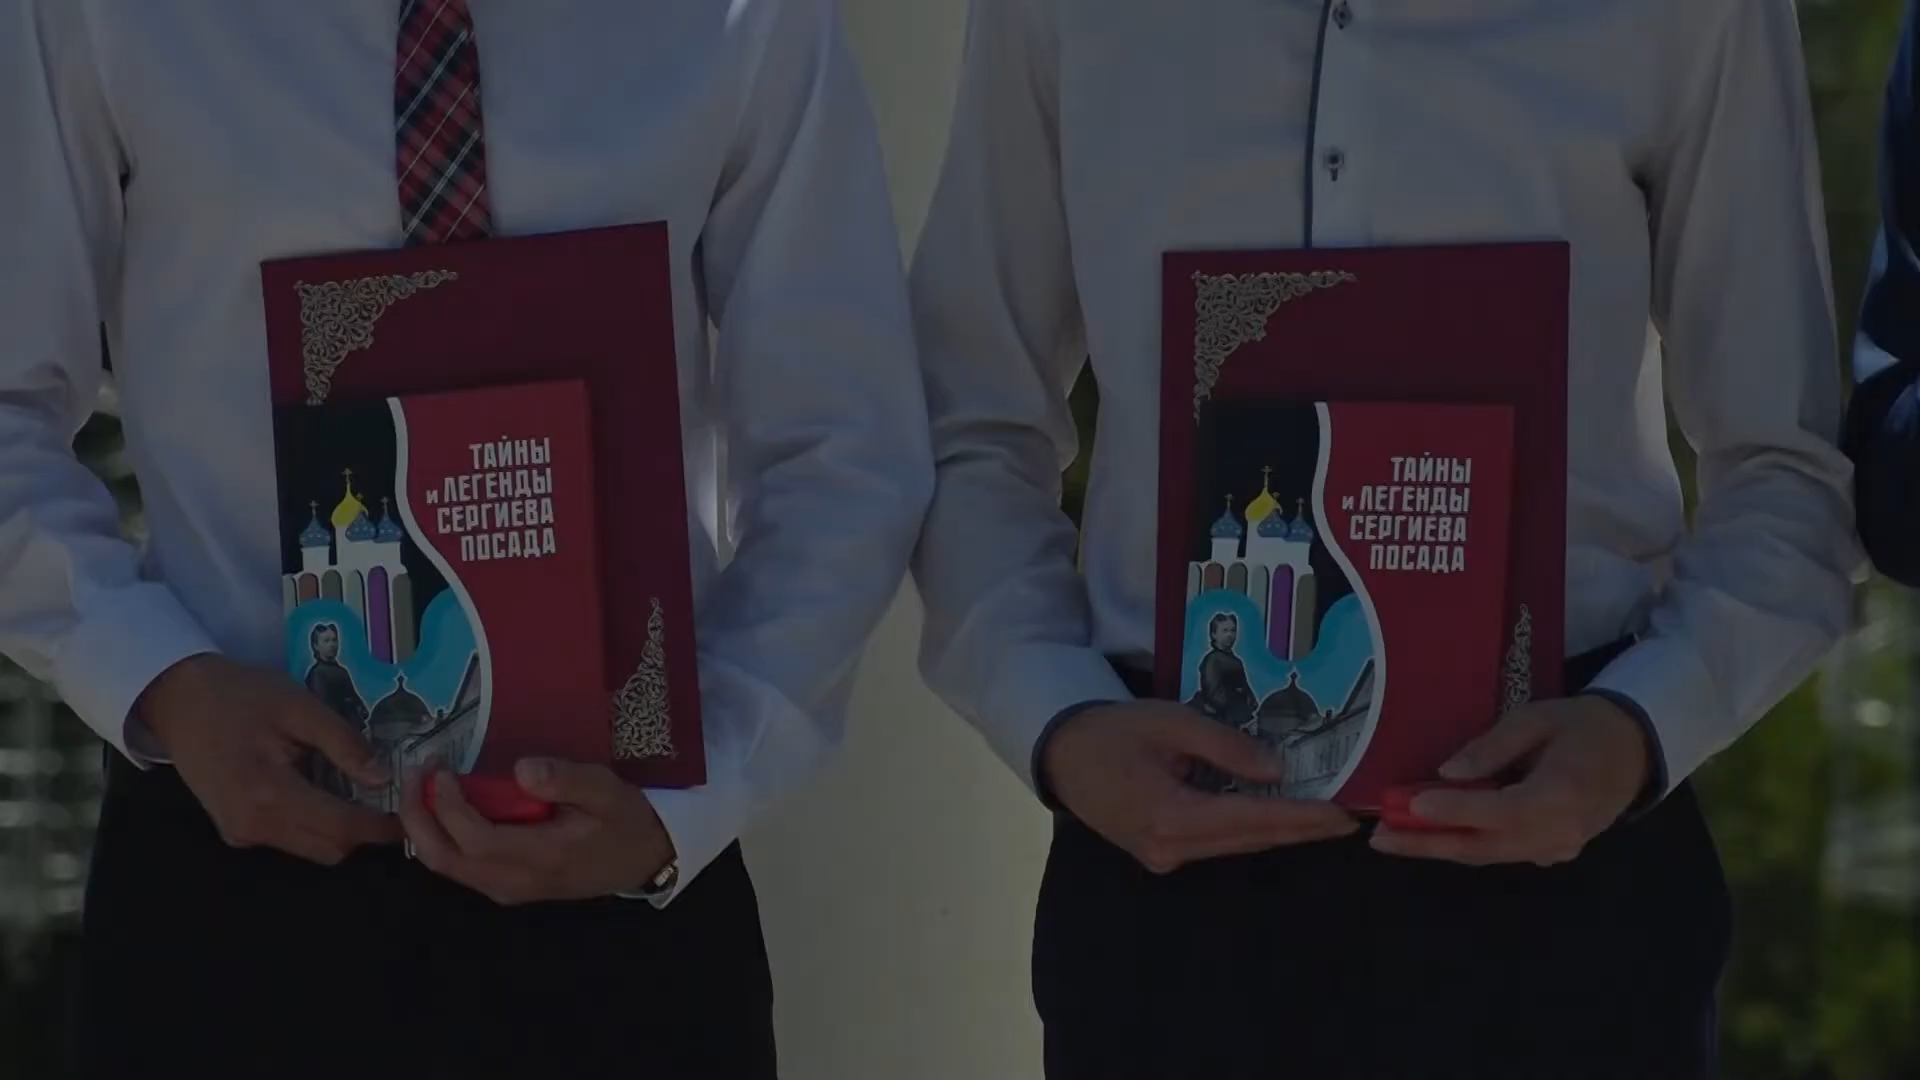 ТАЙНЫ
и ЛЕГЕНДЫ
СЕРГИЕВА
ПОСАДА
ТАЙНЫ
и ЛЕГЕНДЫ
СЕРГИЕВА
ПОСАДА